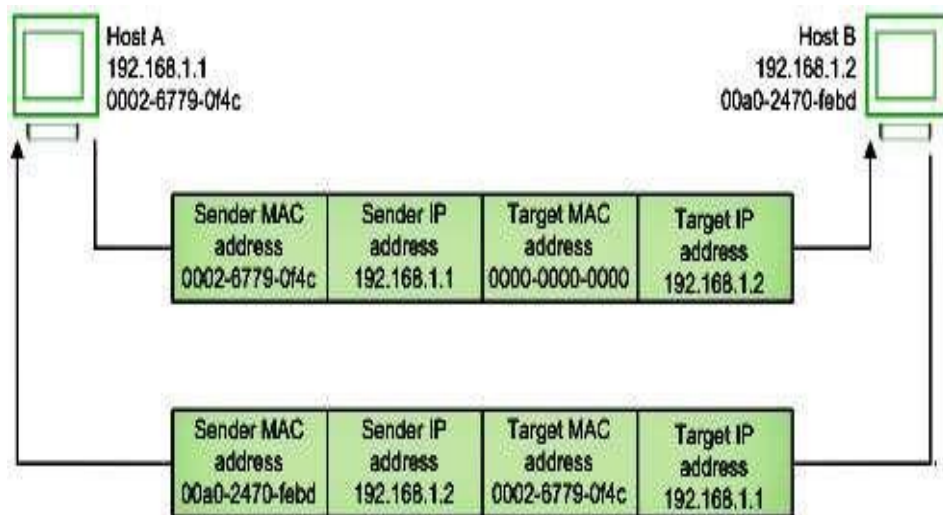 Host A
192.168.1.1
0002-6779-0f4c
Host B
192.168.1.2
00a0-2470-febd
Sender MAC
address
0002-6779-0f4c
Sender IP
address
192.168.1.1
Target MAC
address
0000-0000-0000
Target IP
address
192.168.1.2
Sender MAC
address
00a0-2470-febd
Sender IP
address
192.168.1.2
Target MAC
address
0002-6779-0f4c
Target IP
address
192.168.1.1